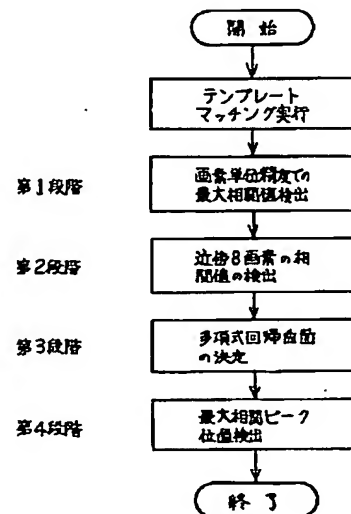 開始
テンプレート
マッチング実行
第1段階
画素単位精度での
最大相関値検出
第2段階
近傍8画素の相
関値の検出
第3段階
多項式回帰曲面
の決定
第4段階
最大相関ピーク
位置検出
終了